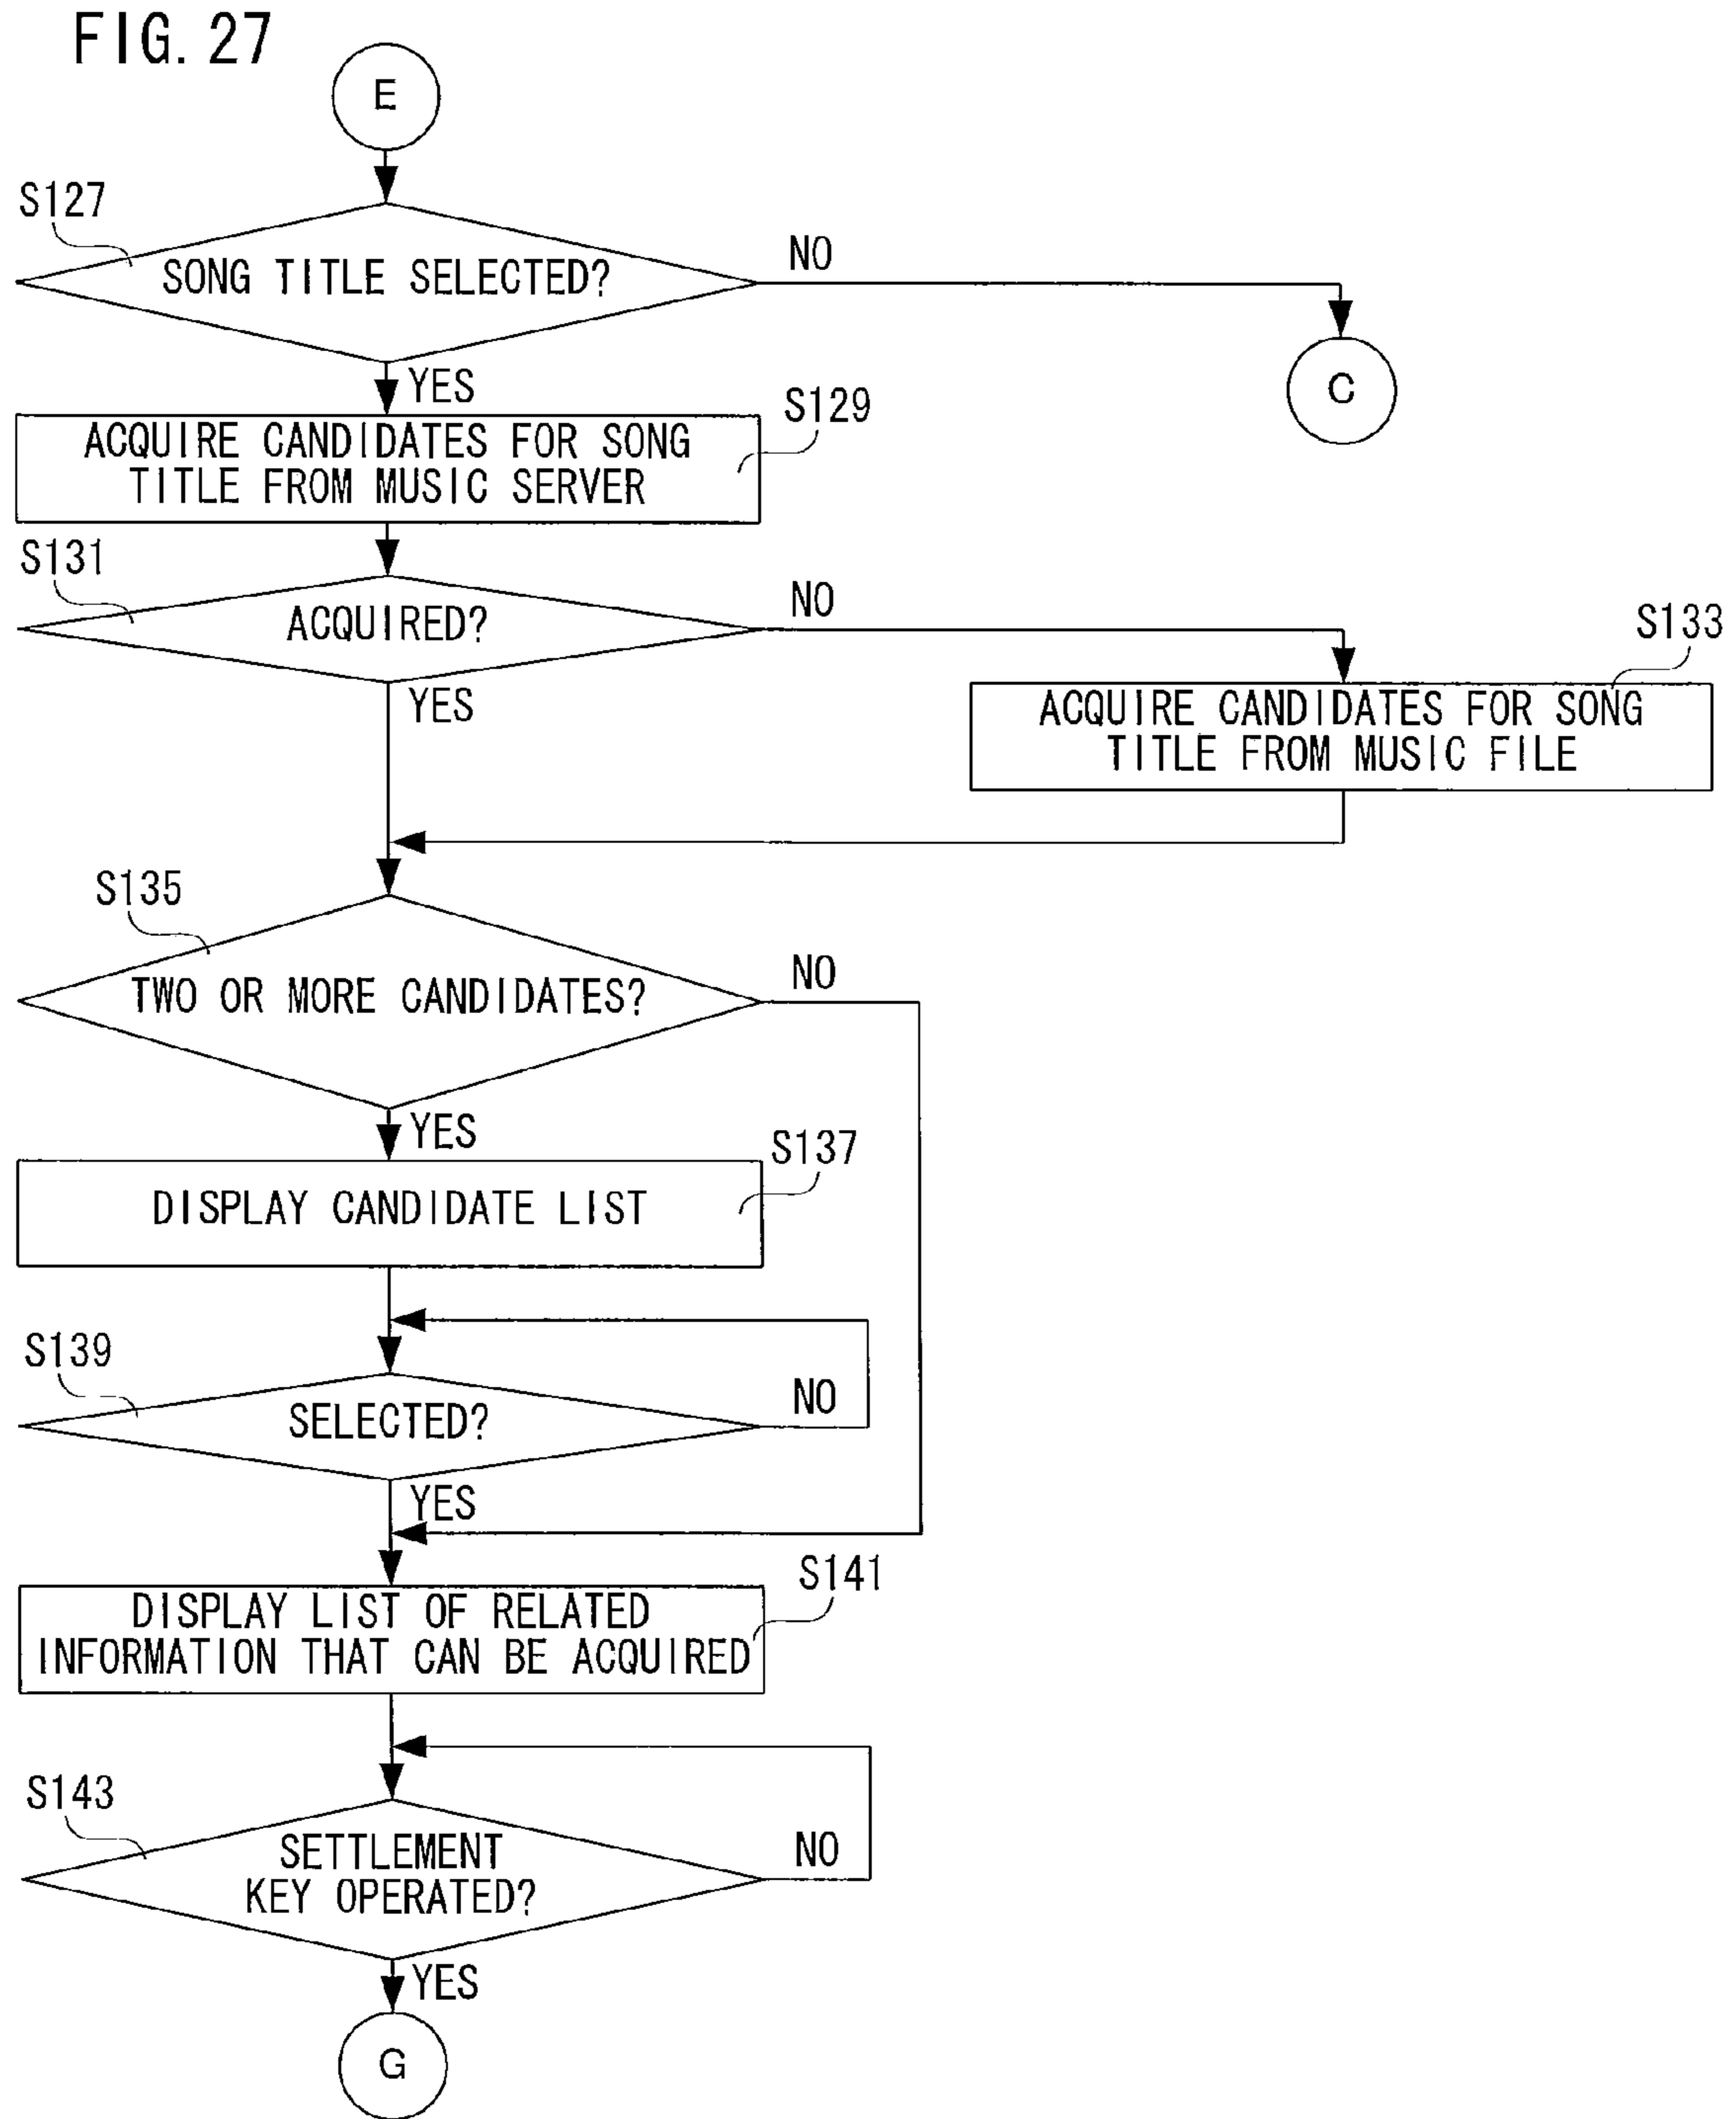 FIG. 27
E
S127
SONG TITLE SELECTED?
NO
C
YES
S129
ACQUIRE CANDIDATES FOR SONG
TITLE FROM MUSIC SERVER
S131
ACQUIRED?
NO
YES
S133
ACQUIRE CANDIDATES FOR SONG
TITLE FROM MUSIC FILE
S135
TWO OR MORE CANDIDATES?
NO
YES
S137
DISPLAY CANDIDATE LIST
S139
SELECTED?
NO
YES
S141
DISPLAY LIST OF RELATED
INFORMATION THAT CAN BE ACQUIRED
S143
SETTLEMENT
KEY OPERATED?
NO
YES
G